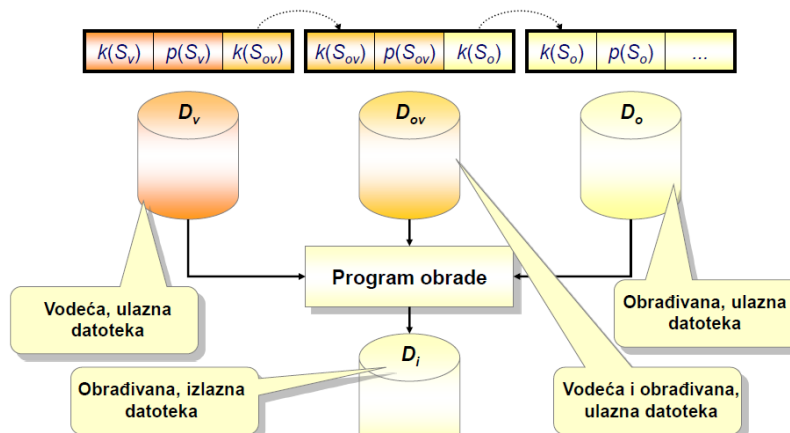 k(Sv) p(Sv) k(Sov) k(Sov) p(Sov) k(So) k(So) p(So) ...
Dv Dov Do
Program obrade
Vodeća, ulazna
datoteka
Obrađivana, ulazna
datoteka
Di
Obrađivana, izlazna
datoteka
Vodeća i obrađivana,
ulazna datoteka